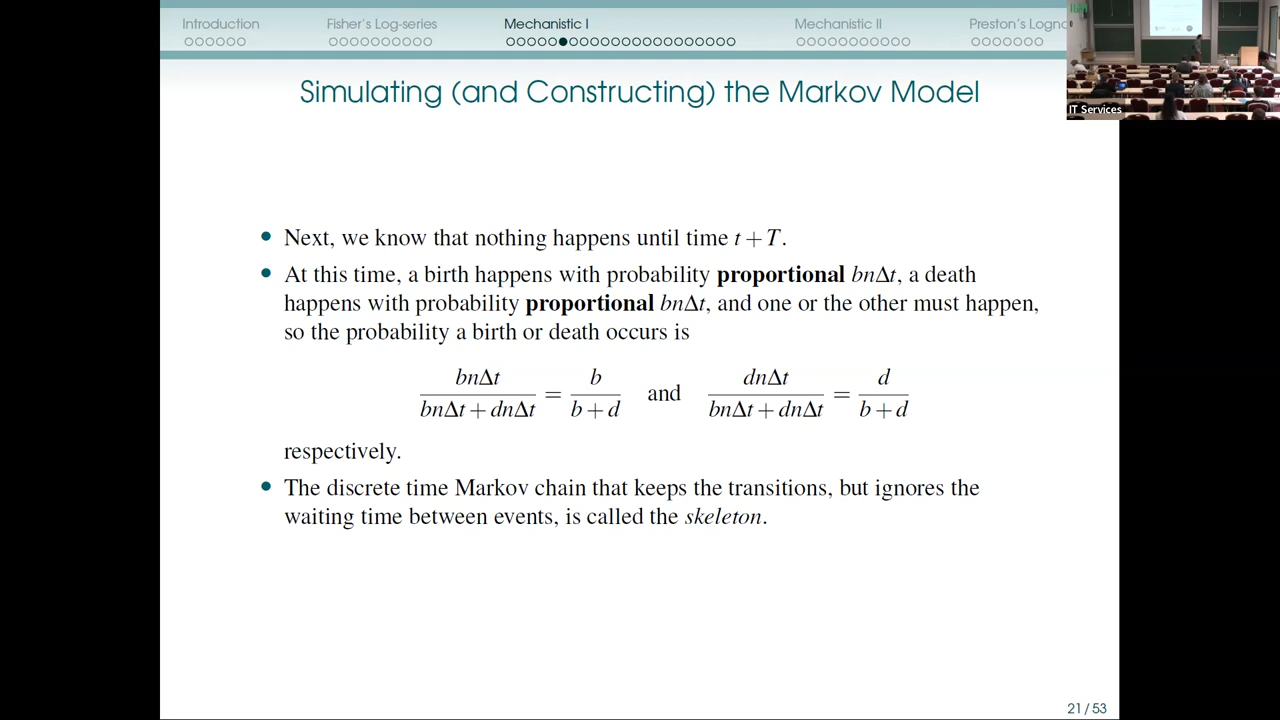 Introduction Fisher's Log-series Mechanistic I Mechanistic II Preston's Logno
IT Services
Simulating (and Constructing) the Markov Model
• Next, we know that nothing happens until time t + T.
• At this time, a birth happens with probability proportional bnΔt, a death
happens with probability proportional bnΔt, and one or the other must happen,
so the probability a birth or death occurs is
bnΔt / (bnΔt + dnΔt) = b / (b + d) and dnΔt / (bnΔt + dnΔt) = d / (b + d)
respectively.
• The discrete time Markov chain that keeps the transitions, but ignores the
waiting time between events, is called the skeleton.
21 / 53